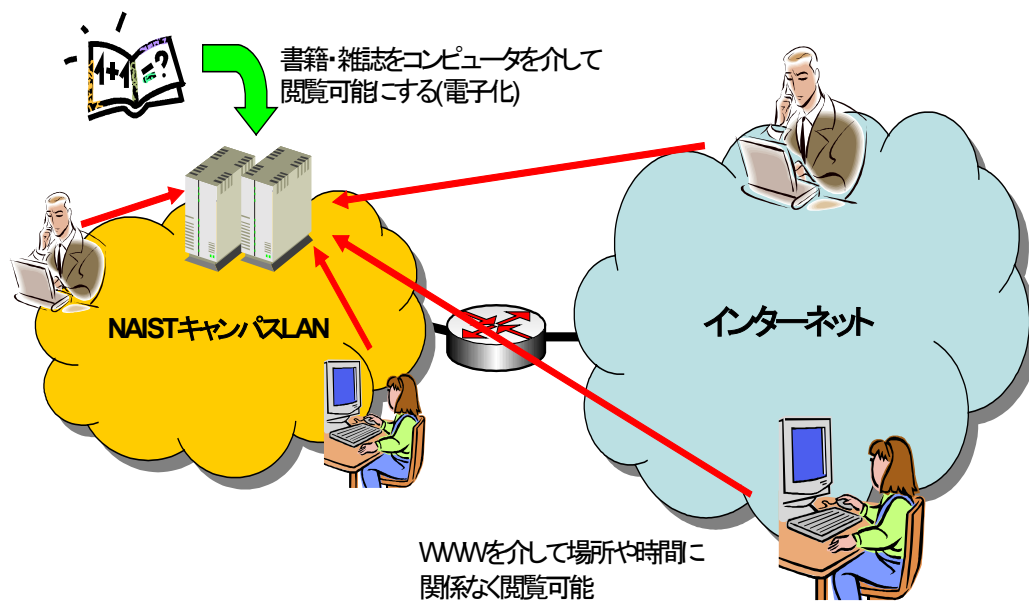 1+1
=?
書籍・雑誌をコンピュータを介して
閲覧可能にする(電子化)
NAISTキャンパスLAN
インターネット
WWWを介して場所や時間に
関係なく閲覧可能